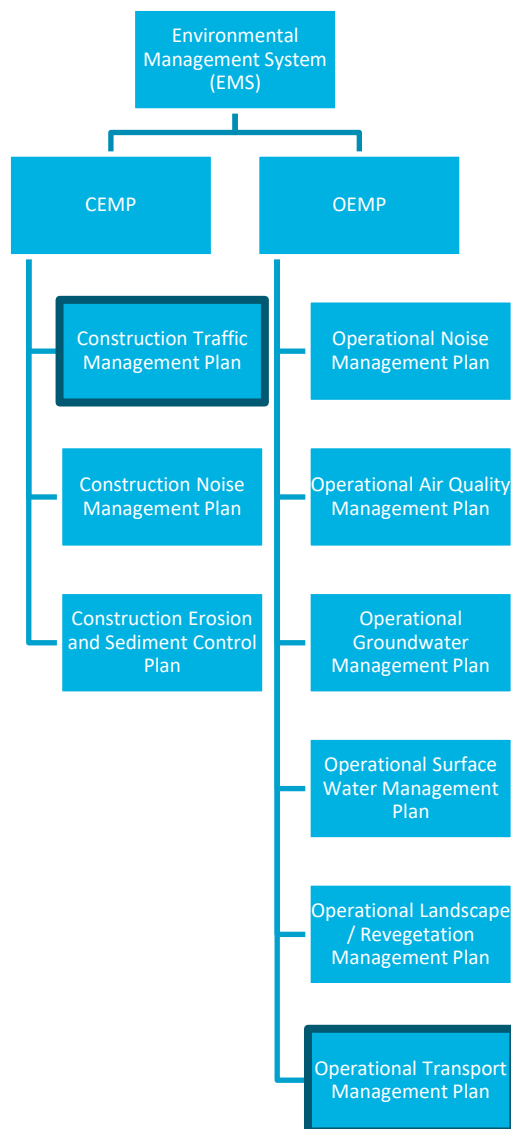 Environmental
Management System
(EMS)
CEMP
OEMP
Construction Traffic
Management Plan
Construction Noise
Management Plan
Construction Erosion
and Sediment Control
Plan
Operational Noise
Management Plan
Operational Air Quality
Management Plan
Operational
Groundwater
Management Plan
Operational Surface
Water Management
Plan
Operational Landscape
/ Revegetation
Management Plan
Operational Transport
Management Plan